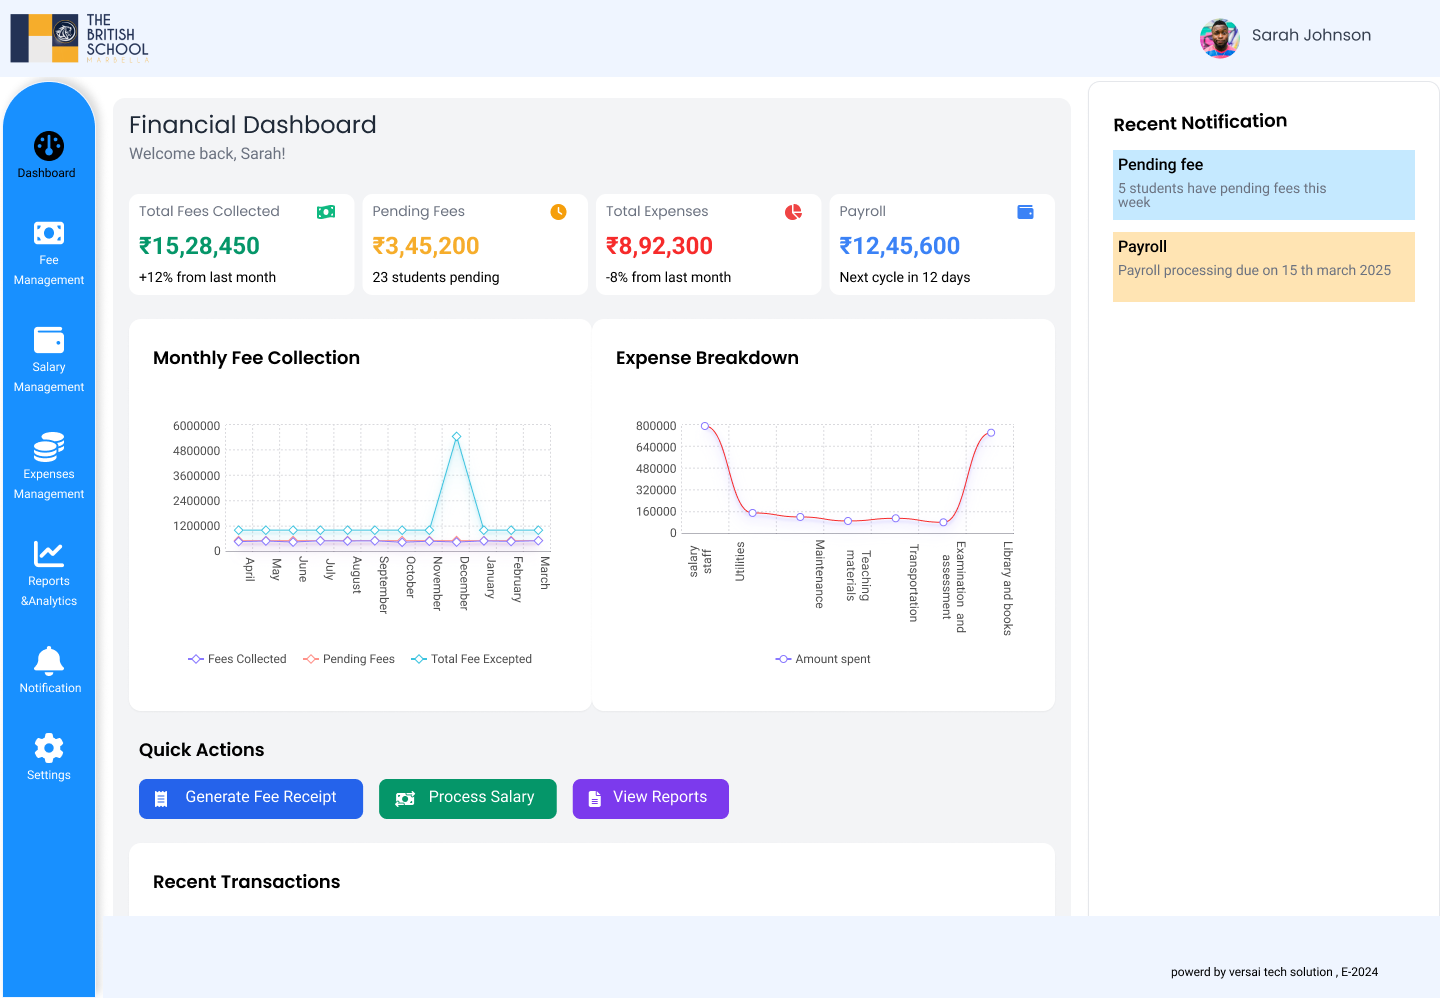 THE
BRITISH
SCHOOL
MARBELLA
Sarah Johnson
Dashboard
Fee
Management
Salary
Management
Expenses
Management
Reports
&Analytics
Notification
Settings
Financial Dashboard
Welcome back, Sarah!
Total Fees Collected
₹15,28,450
+12% from last month
Pending Fees
₹3,45,200
23 students pending
Total Expenses
₹8,92,300
-8% from last month
Payroll
₹12,45,600
Next cycle in 12 days
Monthly Fee Collection
6000000
4800000
3600000
2400000
1200000
0
April
May
June
July
August
September
October
November
December
January
February
March
Fees Collected
Pending Fees
Total Fee Excepted
Expense Breakdown
800000
640000
480000
320000
160000
0
staff
salary
Utilities
Maintenance
Teaching
materials
Transportation
Examination and
assessment
Library and books
Amount spent
Quick Actions
Generate Fee Receipt
Process Salary
View Reports
Recent Transactions
Recent Notification
Pending fee
5 students have pending fees this
week
Payroll
Payroll processing due on 15 th march 2025
powerd by versai tech solution , E-2024